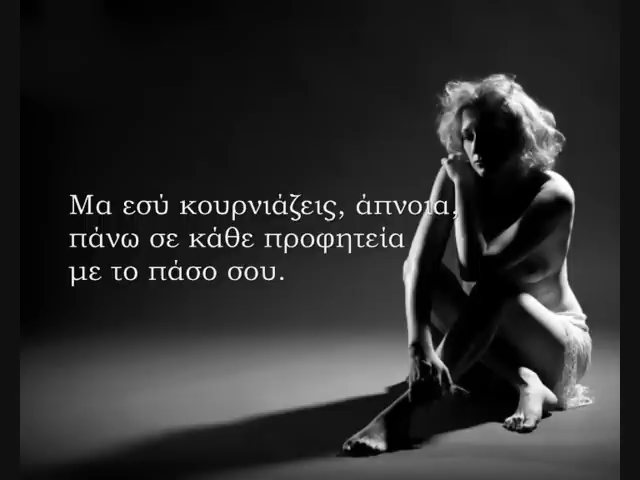 Μα εσύ κουρνιάζεις, άπνοια,
πάνω σε κάθε προφητεία
με το πάσο σου.